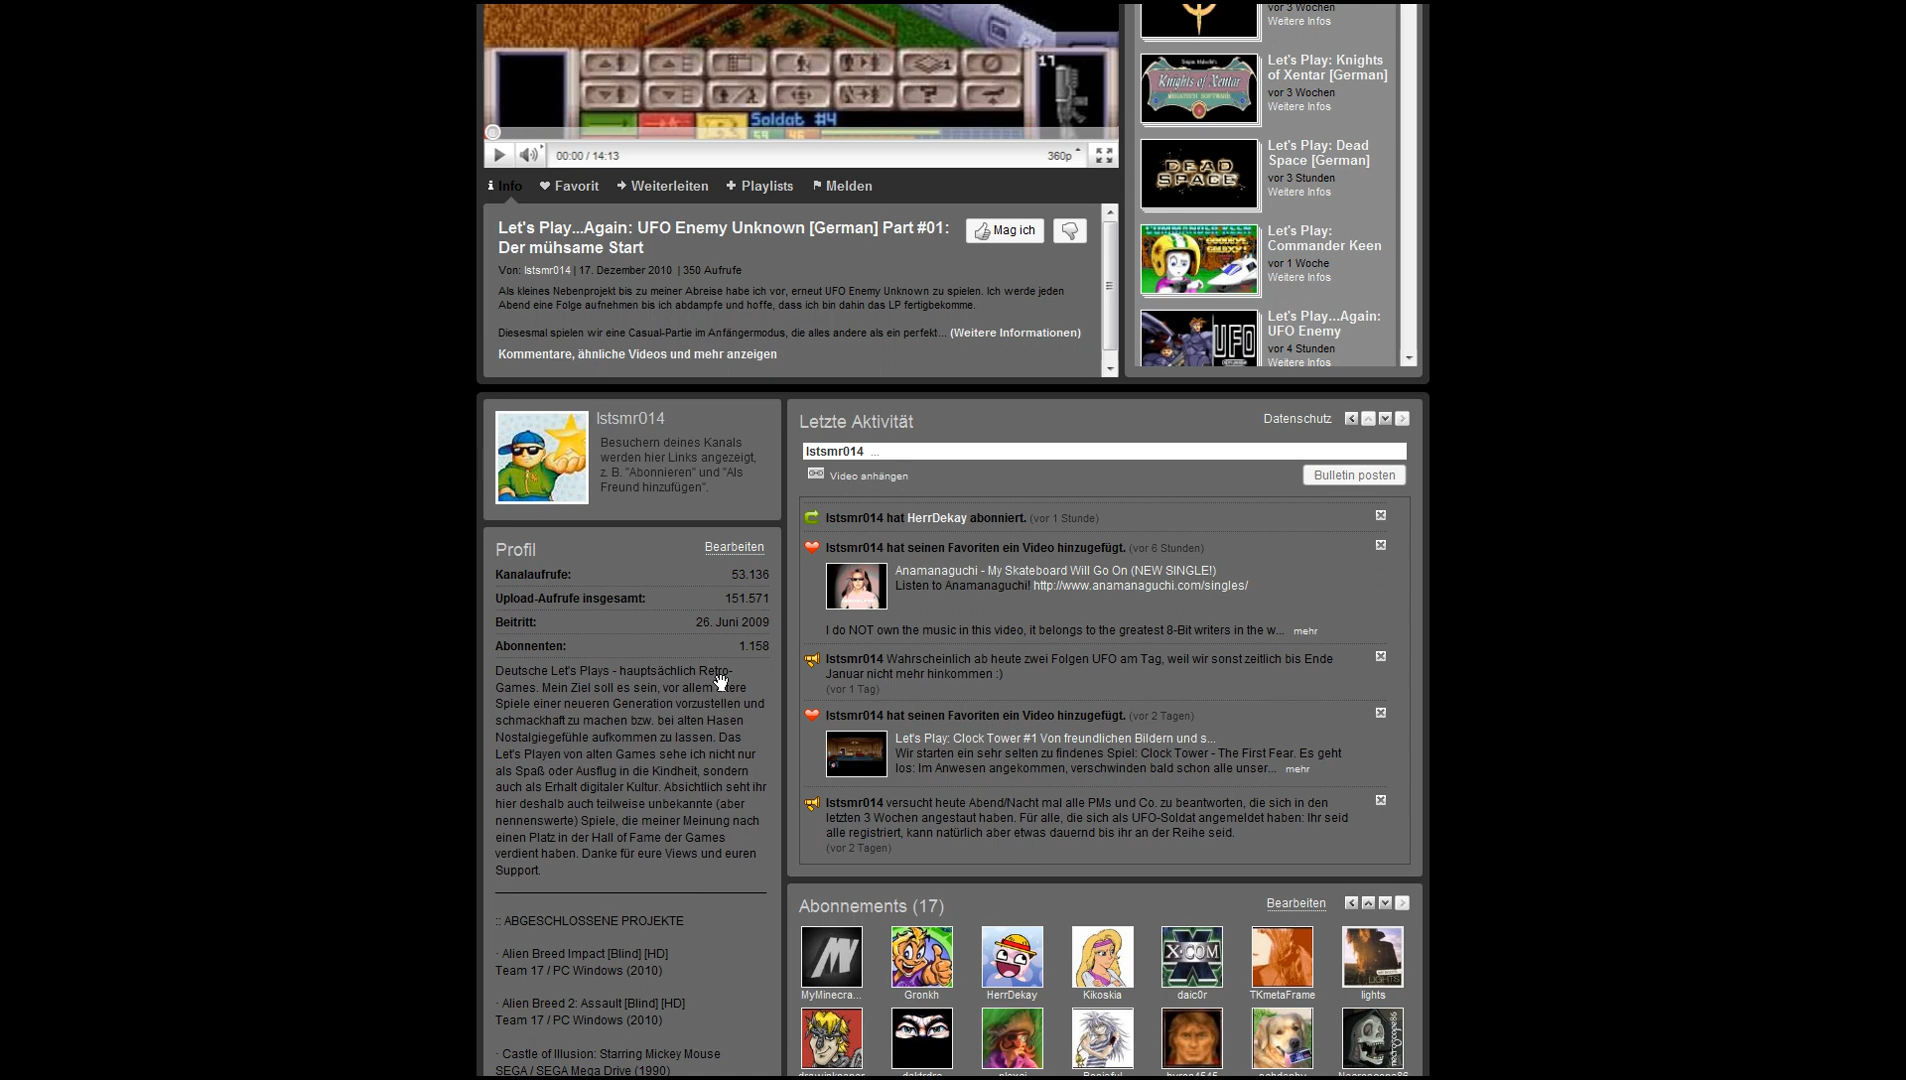 17
Soldat #4
59 46
00:00 / 14:13
360p
Info
Favorit
Weiterleiten
Playlists
Melden
Let's Play...Again: UFO Enemy Unknown [German] Part #01:
Der mühsame Start
Mag ich
Von: lstsmr014 | 17. Dezember 2010 | 350 Aufrufe
Als kleines Nebenprojekt bis zu meiner Abreise habe ich vor, erneut UFO Enemy Unknown zu spielen. Ich werde jeden
Abend eine Folge aufnehmen bis ich abdampfe und hoffe, dass ich bin dahin das LP fertigbekomme.
Diesesmal spielen wir eine Casual-Partie im Anfängermodus, die alles andere als ein perfekt... (Weitere Informationen)
Kommentare, ähnliche Videos und mehr anzeigen
vor 3 Wochen
Weitere Infos
Knights of Xentar
Let's Play: Knights
of Xentar [German]
vor 3 Wochen
Weitere Infos
DEAD
SPACE
Let's Play: Dead
Space [German]
vor 3 Stunden
Weitere Infos
COMMANDER KEEN
Let's Play:
Commander Keen
vor 1 Woche
Weitere Infos
UFO
Let's Play...Again:
UFO Enemy
vor 4 Stunden
Weitere Infos
lstsmr014
Besuchern deines Kanals
werden hier Links angezeigt,
z. B. "Abonnieren" und "Als
Freund hinzufügen".
Profil
Bearbeiten
Kanalaufrufe: 53.136
Upload-Aufrufe insgesamt: 151.571
Beitritt: 26. Juni 2009
Abonnenten: 1.158
Deutsche Let's Plays - hauptsächlich Retro-
Games. Mein Ziel soll es sein, vor allem
Spiele einer neueren Generation vorzustellen und
schmackhaft zu machen bzw. bei alten Hasen
Nostalgiegefühle aufkommen zu lassen. Das
Let's Playen von alten Games sehe ich nicht nur
als Spaß oder Ausflug in die Kindheit, sondern
auch als Erhalt digitaler Kultur. Absichtlich seht ihr
hier deshalb auch teilweise unbekannte (aber
nennenswerte) Spiele, die meiner Meinung nach
einen Platz in der Hall of Fame der Games
verdient haben. Danke für eure Views und euren
Support.
:: ABGESCHLOSSENE PROJEKTE
· Alien Breed Impact [Blind] [HD]
Team 17 / PC Windows (2010)
· Alien Breed 2: Assault [Blind] [HD]
Team 17 / PC Windows (2010)
· Castle of Illusion: Starring Mickey Mouse
SEGA / SEGA Mega Drive (1990)
Letzte Aktivität
Datenschutz
lstsmr014 ...
Video anhängen
Bulletin posten
lstsmr014 hat HerrDekay abonniert. (vor 1 Stunde)
lstsmr014 hat seinen Favoriten ein Video hinzugefügt. (vor 6 Stunden)
Anamanaguchi - My Skateboard Will Go On (NEW SINGLE!)
Listen to Anamanaguchi! http://www.anamanaguchi.com/singles/
I do NOT own the music in this video, it belongs to the greatest 8-Bit writers in the w... mehr
lstsmr014 Wahrscheinlich ab heute zwei Folgen UFO am Tag, weil wir sonst zeitlich bis Ende
Januar nicht mehr hinkommen :)
(vor 1 Tag)
lstsmr014 hat seinen Favoriten ein Video hinzugefügt. (vor 2 Tagen)
Let's Play: Clock Tower #1 Von freundlichen Bildern und s...
Wir starten ein sehr selten zu findenes Spiel: Clock Tower - The First Fear. Es geht
los: Im Anwesen angekommen, verschwinden bald schon alle unser... mehr
lstsmr014 versucht heute Abend/Nacht mal alle PMs und Co. zu beantworten, die sich in den
letzten 3 Wochen angestaut haben. Für alle, die sich als UFO-Soldat angemeldet haben: Ihr seid
alle registriert, kann natürlich aber etwas dauernd bis ihr an der Reihe seid.
(vor 2 Tagen)
Abonnements (17)
Bearbeiten
X-COM
MyMinecra...
Gronkh
HerrDekay
Kikoskia
daic0r
TKmetaFrame
lights